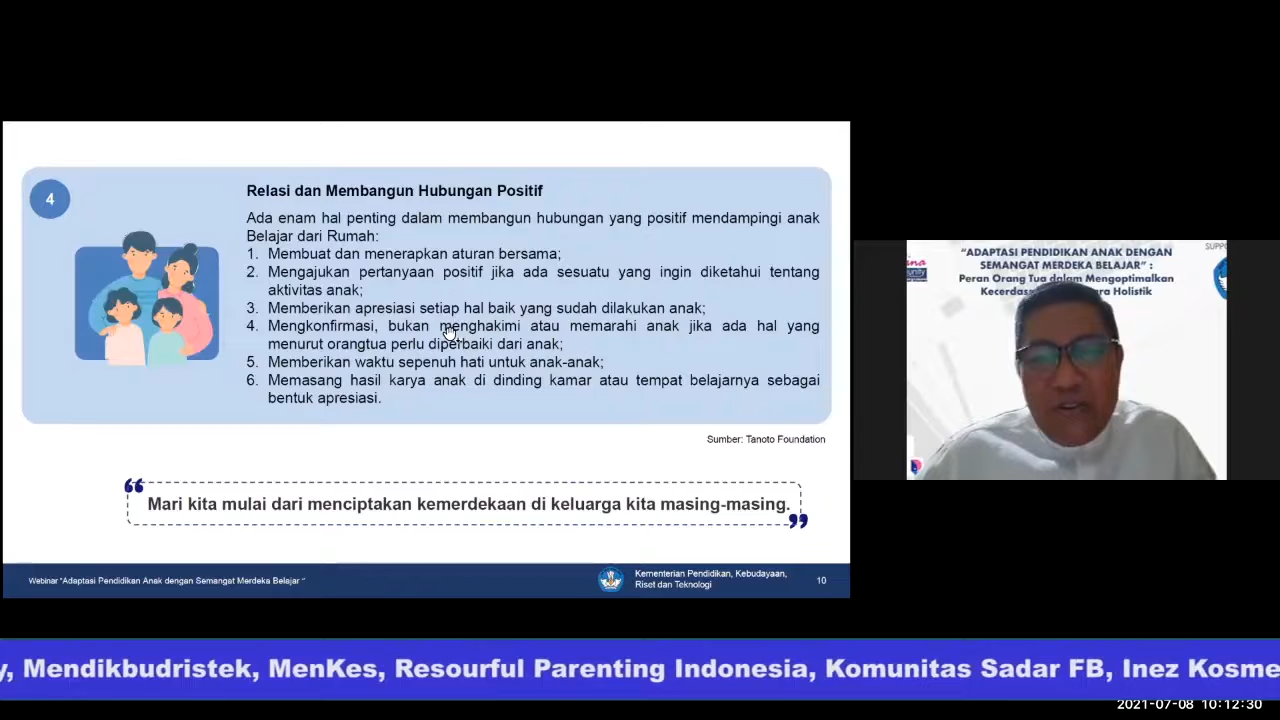 4
Relasi dan Membangun Hubungan Positif
Ada enam hal penting dalam membangun hubungan yang positif mendampingi anak
Belajar dari Rumah:
1. Membuat dan menerapkan aturan bersama;
2. Mengajukan pertanyaan positif jika ada sesuatu yang ingin diketahui tentang
aktivitas anak;
3. Memberikan apresiasi setiap hal baik yang sudah dilakukan anak;
4. Mengkonfirmasi, bukan menghakimi atau memarahi anak jika ada hal yang
menurut orangtua perlu diperbaiki dari anak;
5. Memberikan waktu sepenuh hati untuk anak-anak;
6. Memasang hasil karya anak di dinding kamar atau tempat belajarnya sebagai
bentuk apresiasi.
Sumber: Tanoto Foundation
“Mari kita mulai dari menciptakan kemerdekaan di keluarga kita masing-masing.”
Webinar “Adaptasi Pendidikan Anak dengan Semangat Merdeka Belajar ”
Kementerian Pendidikan, Kebudayaan,
Riset dan Teknologi
10
“ADAPTASI PENDIDIKAN ANAK DENGAN
SEMANGAT MERDEKA BELAJAR” :
Peran Orang Tua dalam Mengoptimalkan
Holistik
y, Mendikbudristek, MenKes, Resourful Parenting Indonesia, Komunitas Sadar FB, Inez Kosme
2021-07-08 10:12:30